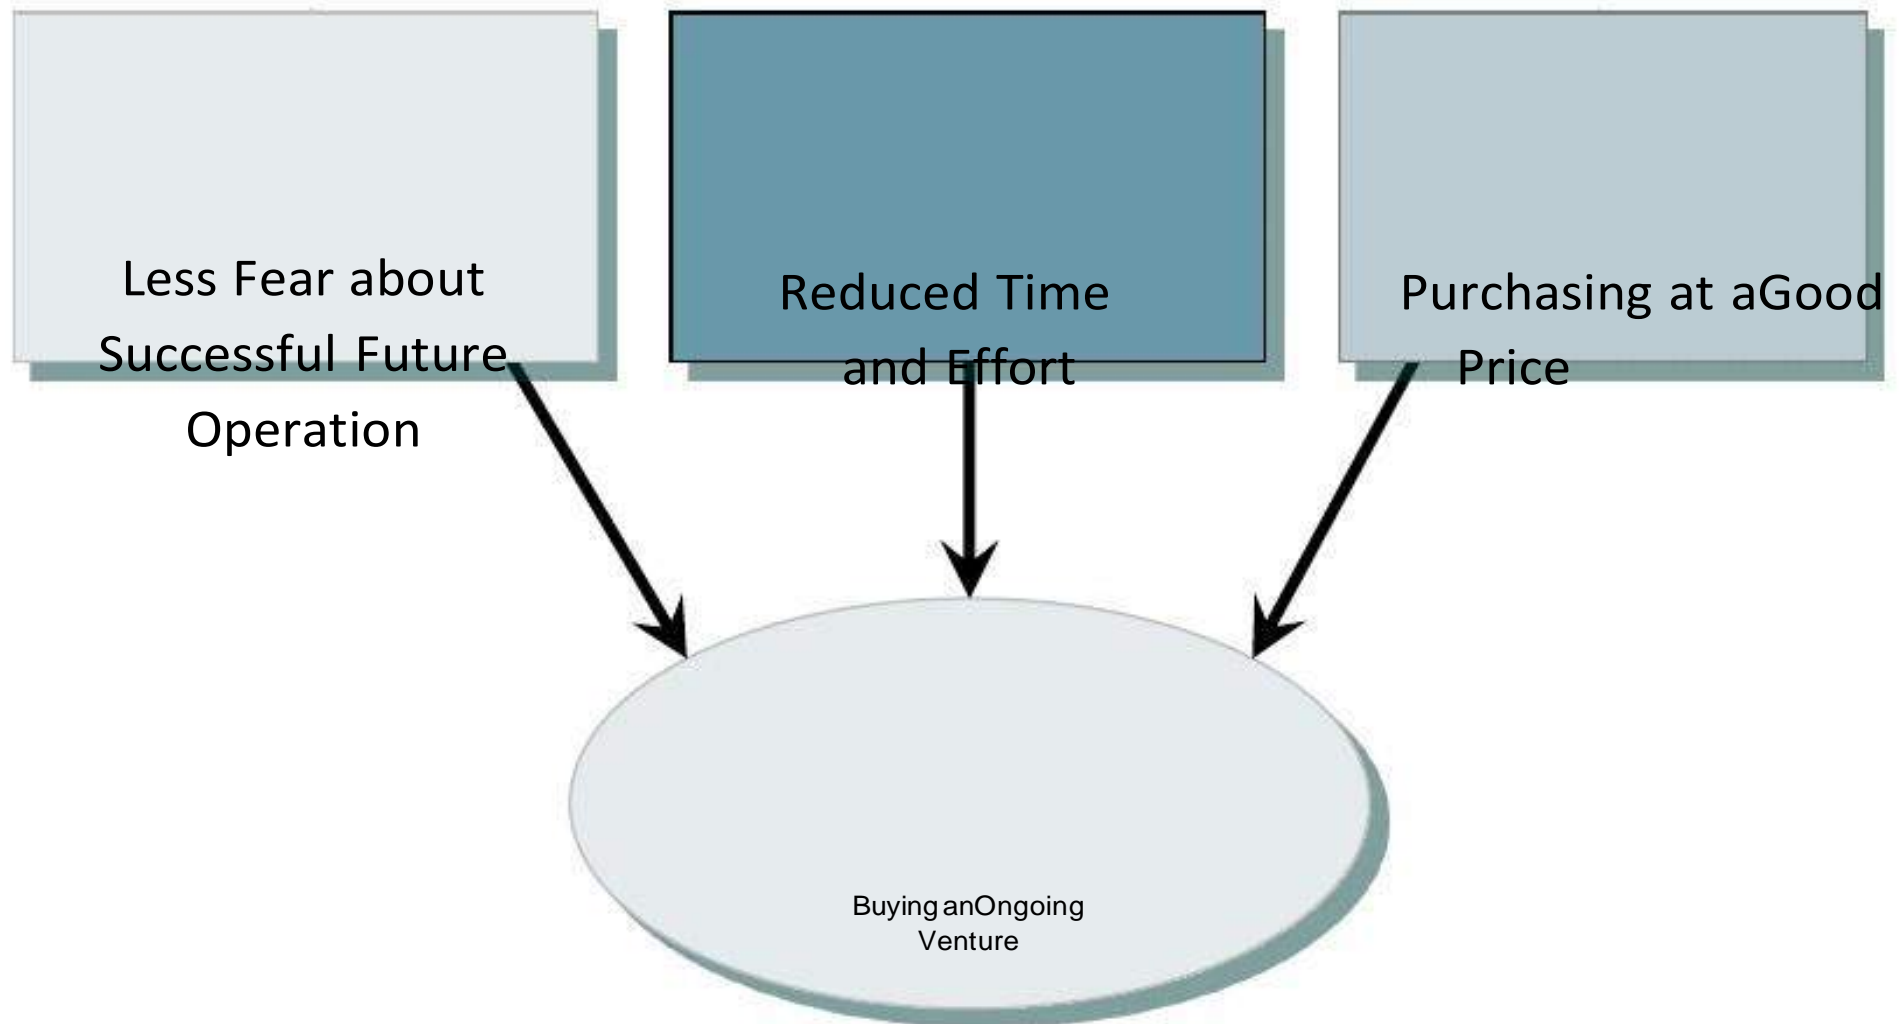 Less Fear about
Successful Future
Operation
Reduced Time
and Effort
Purchasing at aGood
Price
Buying anOngoing
Venture